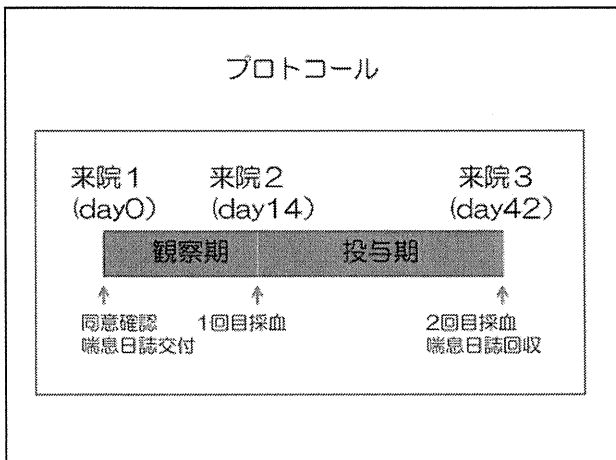 プロトコール
来院1 来院2 来院3
(day0) (day14) (day42)
観察期 投与期
同意確認 1回目採血 2回目採血
喘息日誌交付 喘息日誌回収